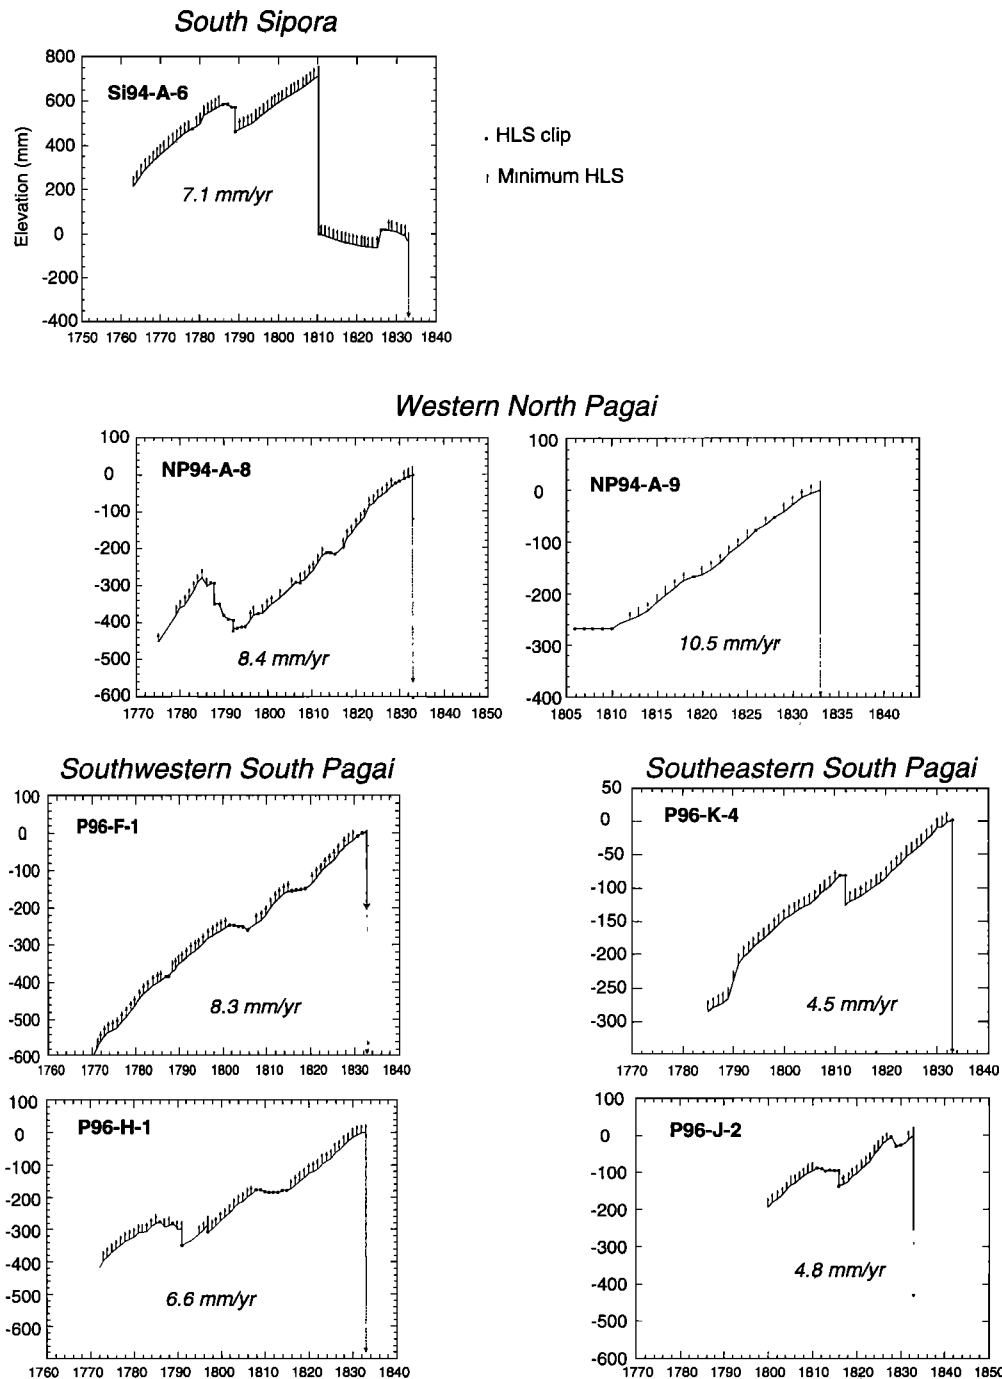 South Sipora
800
600
400
200
0
-200
-400
Elevation (mm)
Si94-A-6
7.1 mm/yr
1750 1760 1770 1780 1790 1800 1810 1820 1830 1840
HLS clip
Minimum HLS
Western North Pagai
100
0
-100
-200
-300
-400
-500
-600
NP94-A-8
8.4 mm/yr
1770 1780 1790 1800 1810 1820 1830 1840 1850
100
0
-100
-200
-300
-400
NP94-A-9
10.5 mm/yr
1805 1810 1815 1820 1825 1830 1835 1840
Southwestern South Pagai
100
0
-100
-200
-300
-400
-500
-600
P96-F-1
8.3 mm/yr
1760 1770 1780 1790 1800 1810 1820 1830 1840
Southeastern South Pagai
50
0
-50
-100
-150
-200
-250
-300
P96-K-4
4.5 mm/yr
1770 1780 1790 1800 1810 1820 1830 1840
100
0
-100
-200
-300
-400
-500
-600
P96-H-1
6.6 mm/yr
1760 1770 1780 1790 1800 1810 1820 1830 1840
100
0
-100
-200
-300
-400
-500
-600
P96-J-2
4.8 mm/yr
1770 1780 1790 1800 1810 1820 1830 1840 1850